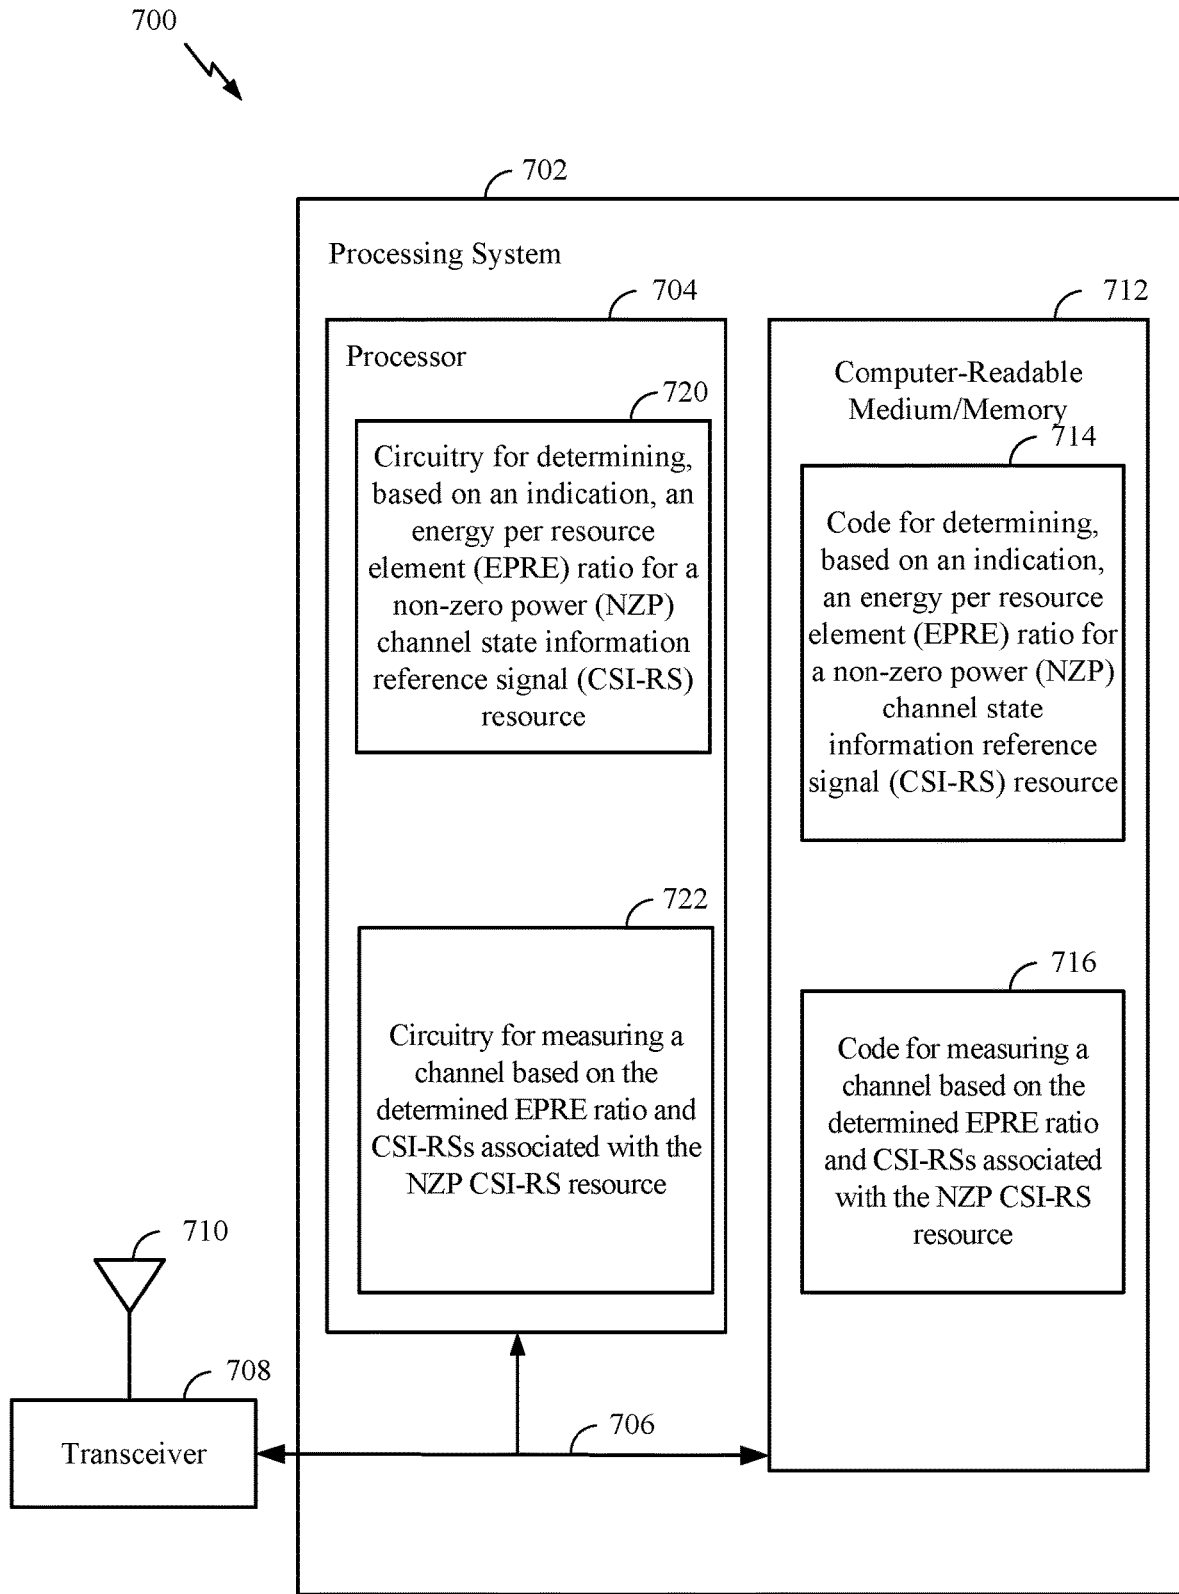 700
702
Processing System
704
Processor
720
Circuitry for determining,
based on an indication, an
energy per resource
element (EPRE) ratio for a
non-zero power (NZP)
channel state information
reference signal (CSI-RS)
resource
722
Circuitry for measuring a
channel based on the
determined EPRE ratio and
CSI-RSs associated with the
NZP CSI-RS resource
712
Computer-Readable
Medium/Memory
714
Code for determining,
based on an indication,
an energy per resource
element (EPRE) ratio for
a non-zero power (NZP)
channel state
information reference
signal (CSI-RS) resource
716
Code for measuring a
channel based on the
determined EPRE ratio
and CSI-RSs associated
with the NZP CSI-RS
resource
710
708
Transceiver
706